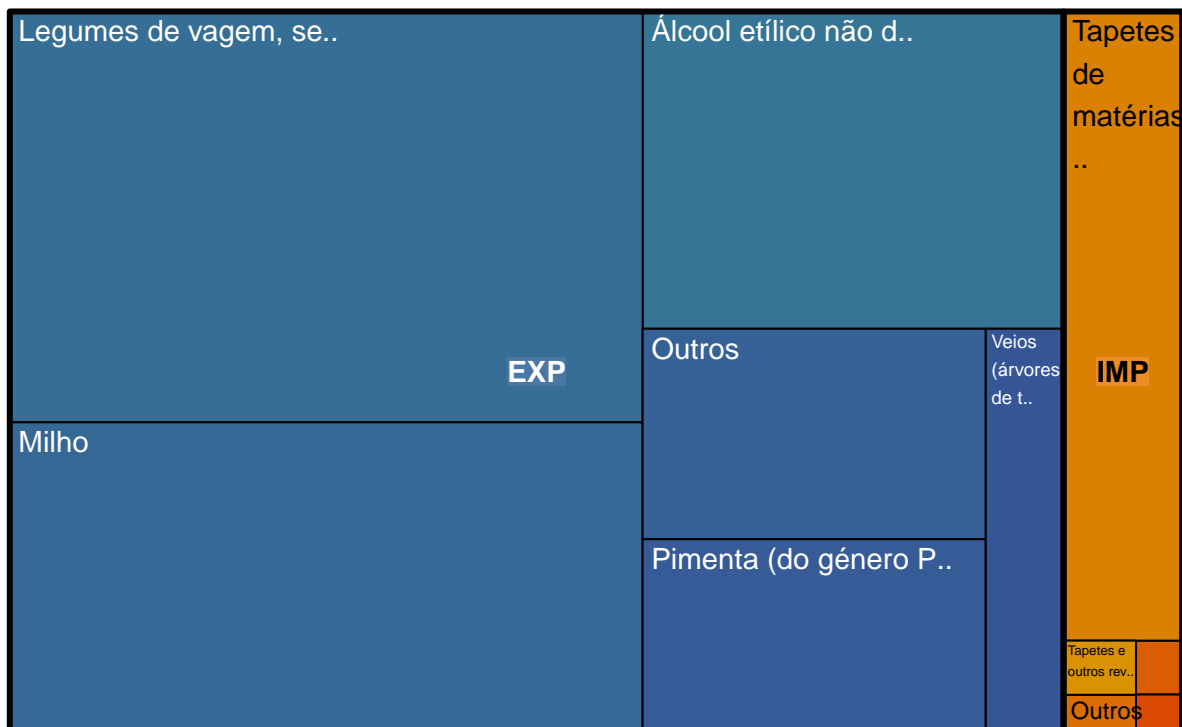 Legumes de vagem, se..
Álcool etílico não d..
Tapetes
de
matérias
..
Outros
Veios
(árvores
de t..
EXP
IMP
Milho
Pimenta (do género P..
Tapetes e
outros rev..
Outros